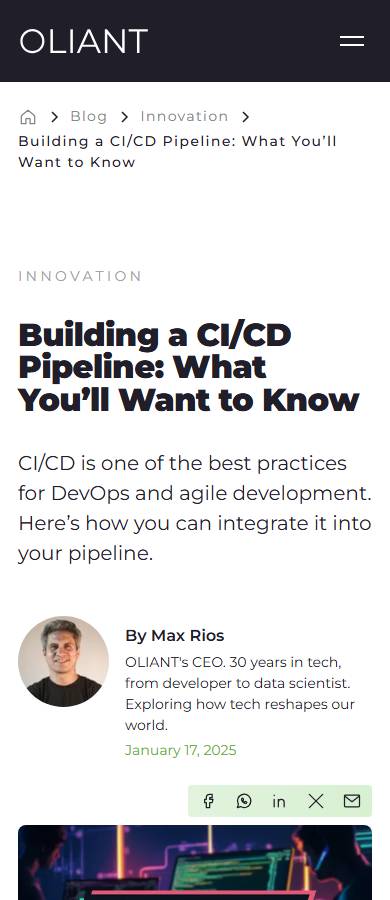 OLIANT
Blog
Innovation
Building a CI/CD Pipeline: What You’ll
Want to Know
INNOVATION
Building a CI/CD
Pipeline: What
You’ll Want to Know
CI/CD is one of the best practices
for DevOps and agile development.
Here’s how you can integrate it into
your pipeline.
By Max Rios
OLIANT's CEO. 30 years in tech,
from developer to data scientist.
Exploring how tech reshapes our
world.
January 17, 2025